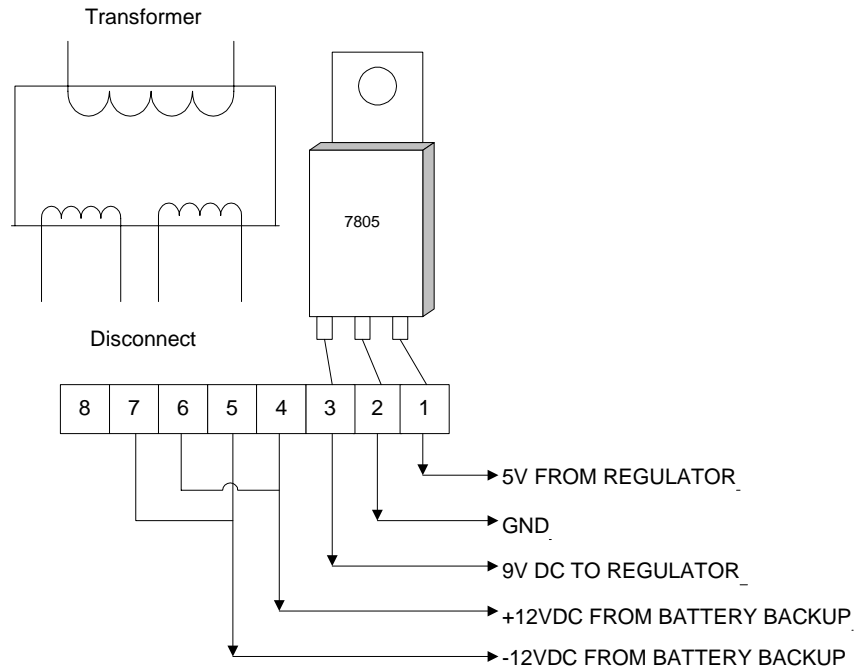 Transformer
7805
Disconnect
8 7 6 5 4 3 2 1
5V FROM REGULATOR
GND
9V DC TO REGULATOR
+12VDC FROM BATTERY BACKUP
-12VDC FROM BATTERY BACKUP